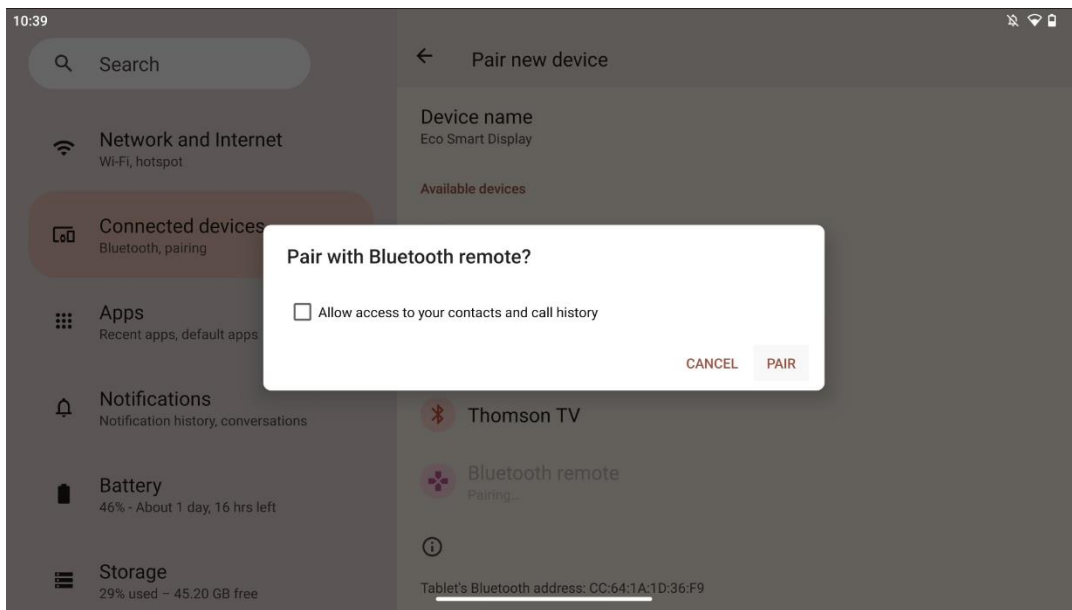 10:39
Search
Network and Internet
Wi-Fi, hotspot
Connected devices
Bluetooth, pairing
Apps
Recent apps, default apps
Notifications
Notification history, conversations
Battery
46% - About 1 day, 16 hrs left
Storage
29% used – 45.20 GB free
Pair new device
Device name
Eco Smart Display
Available devices
Pair with Bluetooth remote?
Allow access to your contacts and call history
CANCEL PAIR
Thomson TV
Bluetooth remote
Pairing...
Tablet's Bluetooth address: CC:64:1A:1D:36:F9